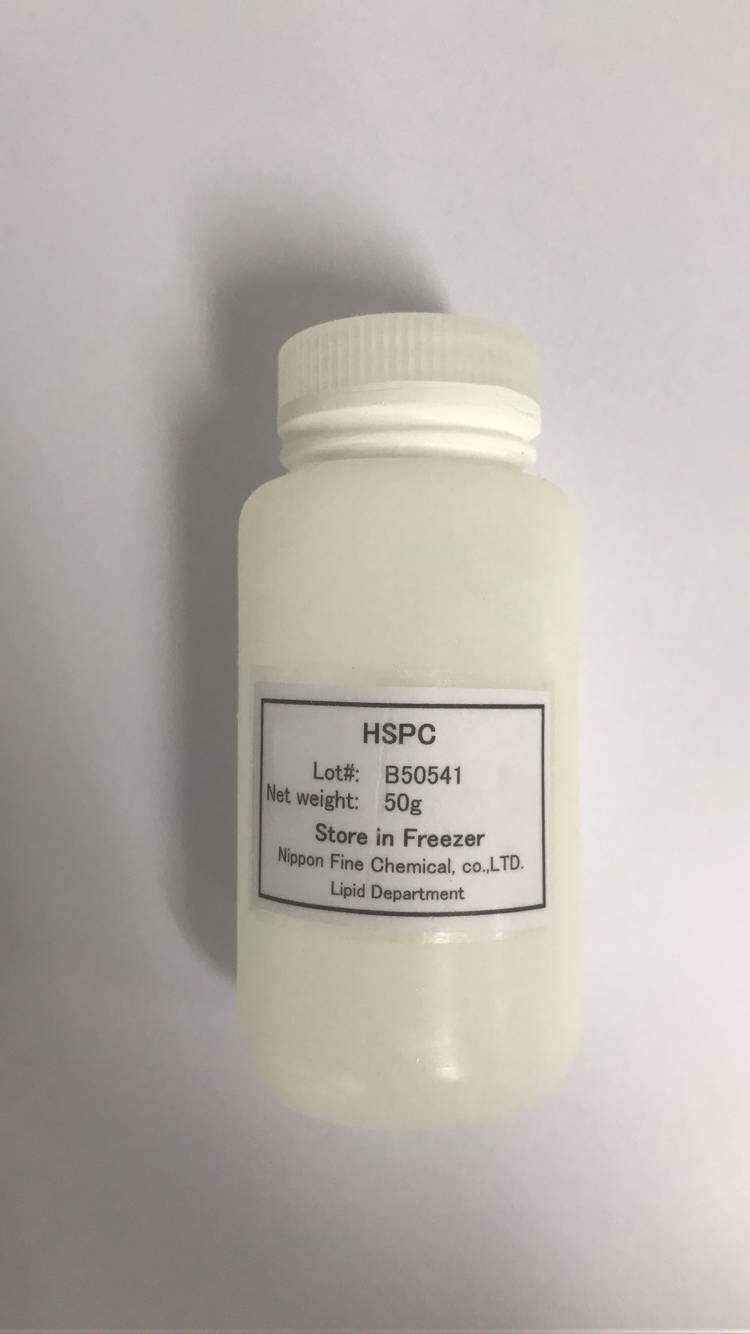 HSPC
Lot#: B50541
Net weight: 50g
Store in Freezer
Nippon Fine Chemical, co.,LTD.
Lipid Department